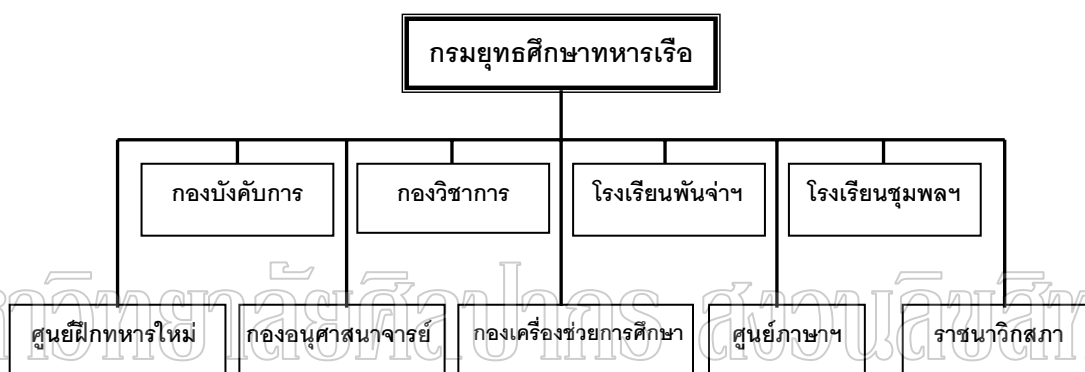 กรมยุทธศึกษาทหารเรือ
กองบังคับการ กองวิชาการ โรงเรียนพันจ่าฯ โรงเรียนชุมพลฯ
ศูนย์ฝึกทหารใหม่ กองอนุศาสนาจารย์ กองเครื่องช่วยการศึกษา ศูนย์ภาษาฯ ราชนาวิกสภา